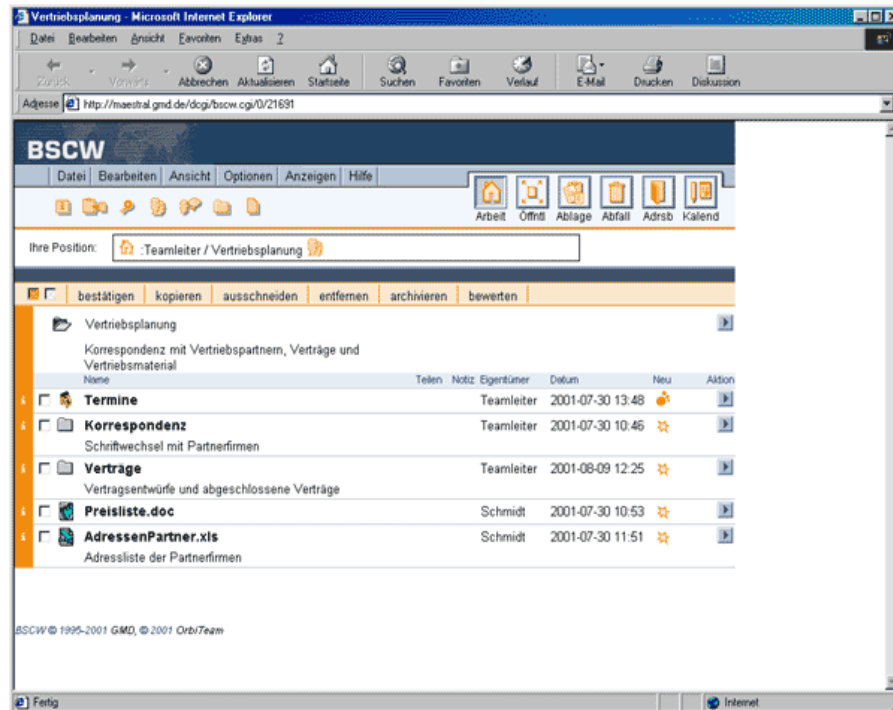 Vertriebsplanung - Microsoft Internet Explorer
Datei Bearbeiten Ansicht Favoriten Extras ?
Zurück Vorwärts Abbrechen Aktualisieren Startseite Suchen Favoriten Verlauf E-Mail Drucken Diskussion
Adresse http://maestral.gmd.de/dcgi/bscw.cgi/0/21691
BSCW
Datei Bearbeiten Ansicht Optionen Anzeigen Hilfe
Arbeit Öffntl Ablage Abfall Adrsb Kalend
Ihre Position: :Teamleiter / Vertriebsplanung
bestätigen kopieren ausschneiden entfernen archivieren bewerten
Vertriebsplanung
Korrespondenz mit Vertriebspartnern, Verträge und
Vertriebsmaterial
Name Teilen Notiz Eigentümer Datum Neu Aktion
Termine Teamleiter 2001-07-30 13:48
Korrespondenz Teamleiter 2001-07-30 10:46
Schriftwechsel mit Partnerfirmen
Verträge Teamleiter 2001-08-09 12:25
Vertragsentwürfe und abgeschlossene Verträge
Preisliste.doc Schmidt 2001-07-30 10:53
AdressenPartner.xls Schmidt 2001-07-30 11:51
Adressliste der Partnerfirmen
BSCW © 1995-2001 GMD, © 2001 OrbiTeam
Fertig Internet